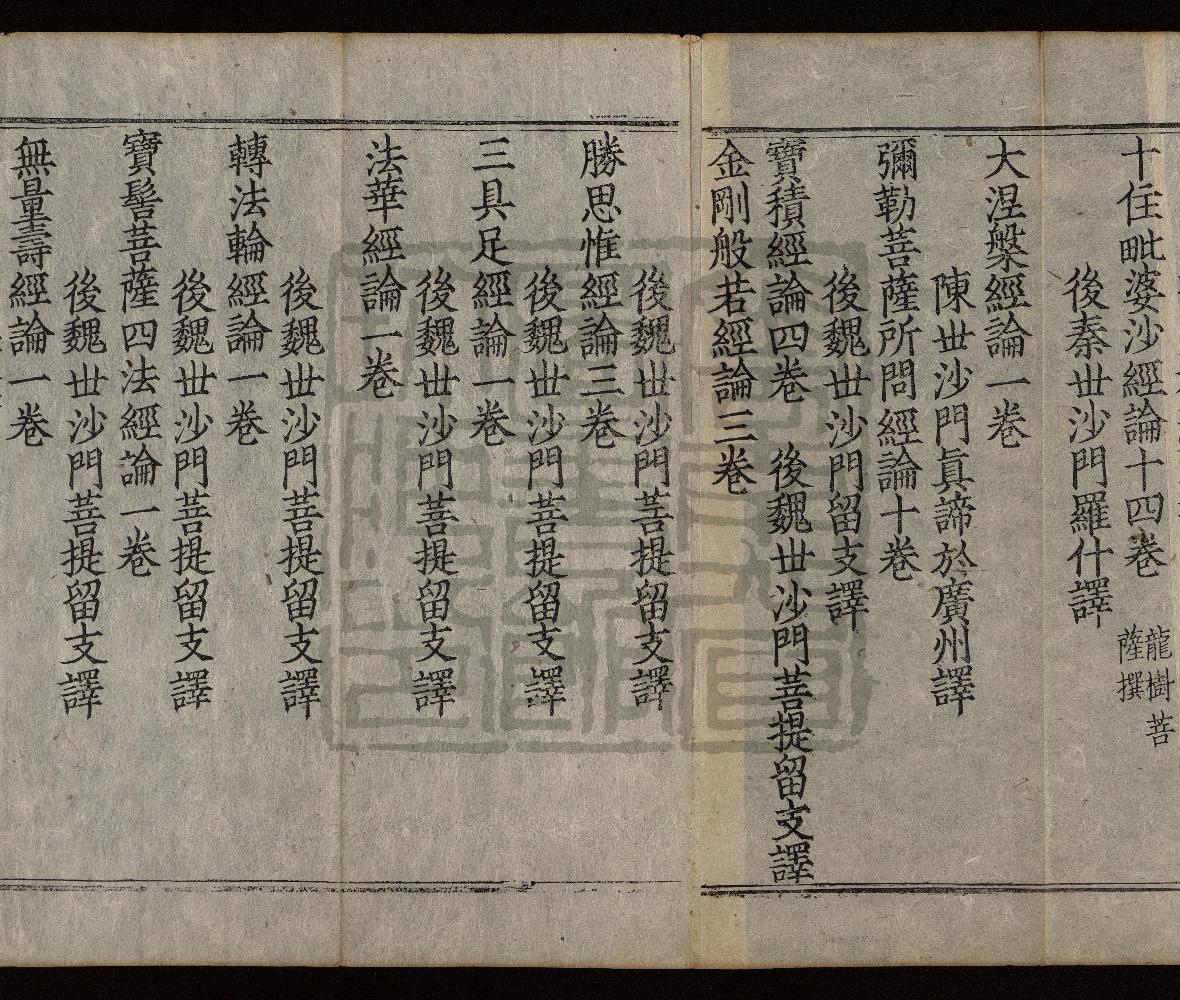 十住毗婆沙經論十四卷 龍樹菩薩撰
後秦世沙門羅什譯
大涅槃經論一卷
陳世沙門眞諦於廣州譯
彌勒菩薩所問經論十卷
後魏世沙門留支譯
寶積經論四卷 後魏世沙門菩提留支譯
金剛般若經論三卷
後魏世沙門菩提留支譯
勝思惟經論三卷
後魏世沙門菩提留支譯
三具足經論一卷
後魏世沙門菩提留支譯
法華經論一卷
後魏世沙門菩提留支譯
轉法輪經論一卷
後魏世沙門菩提留支譯
寶髻菩薩四法經論一卷
後魏世沙門菩提留支譯
無量壽經論一卷